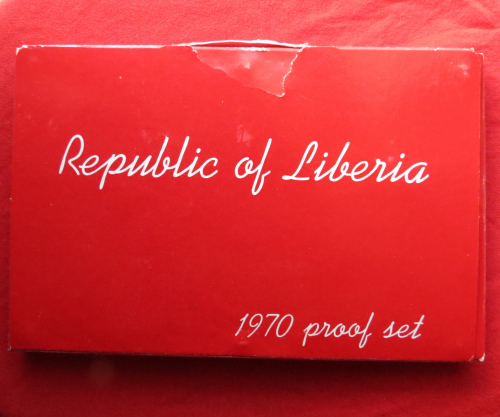 Republic of Liberia
1970 proof set